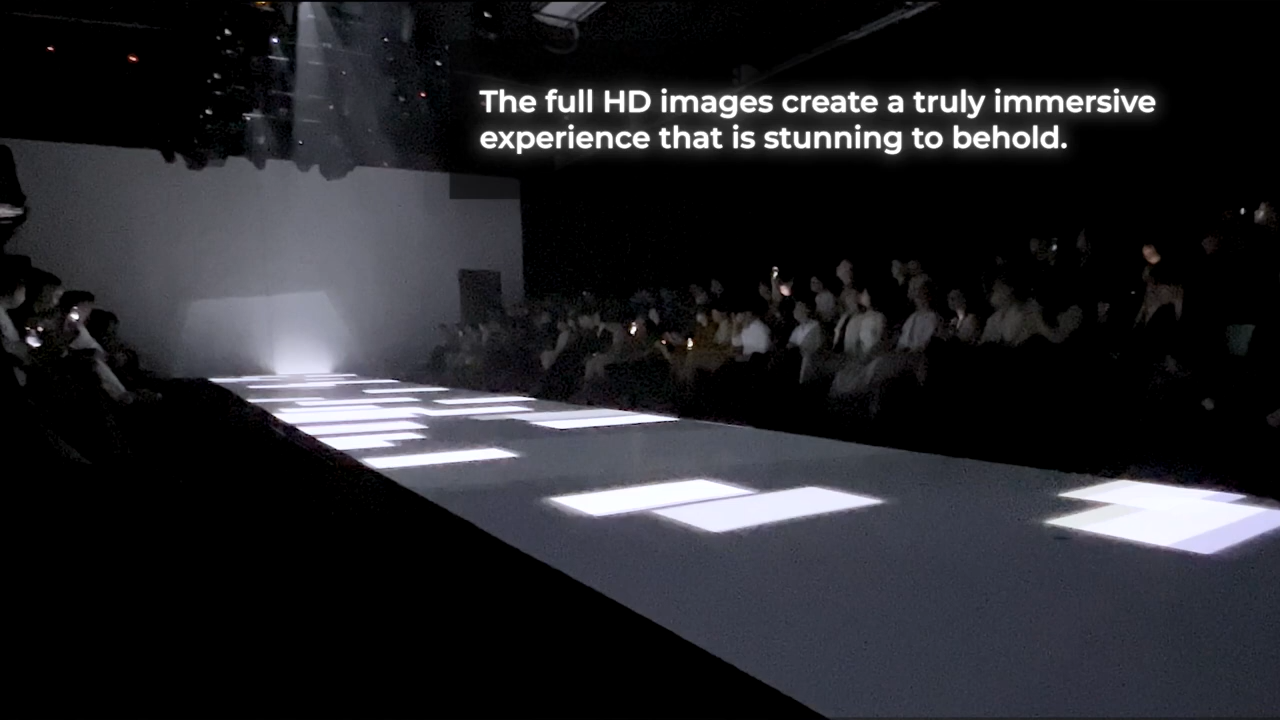 The full HD images create a truly immersive
experience that is stunning to behold.